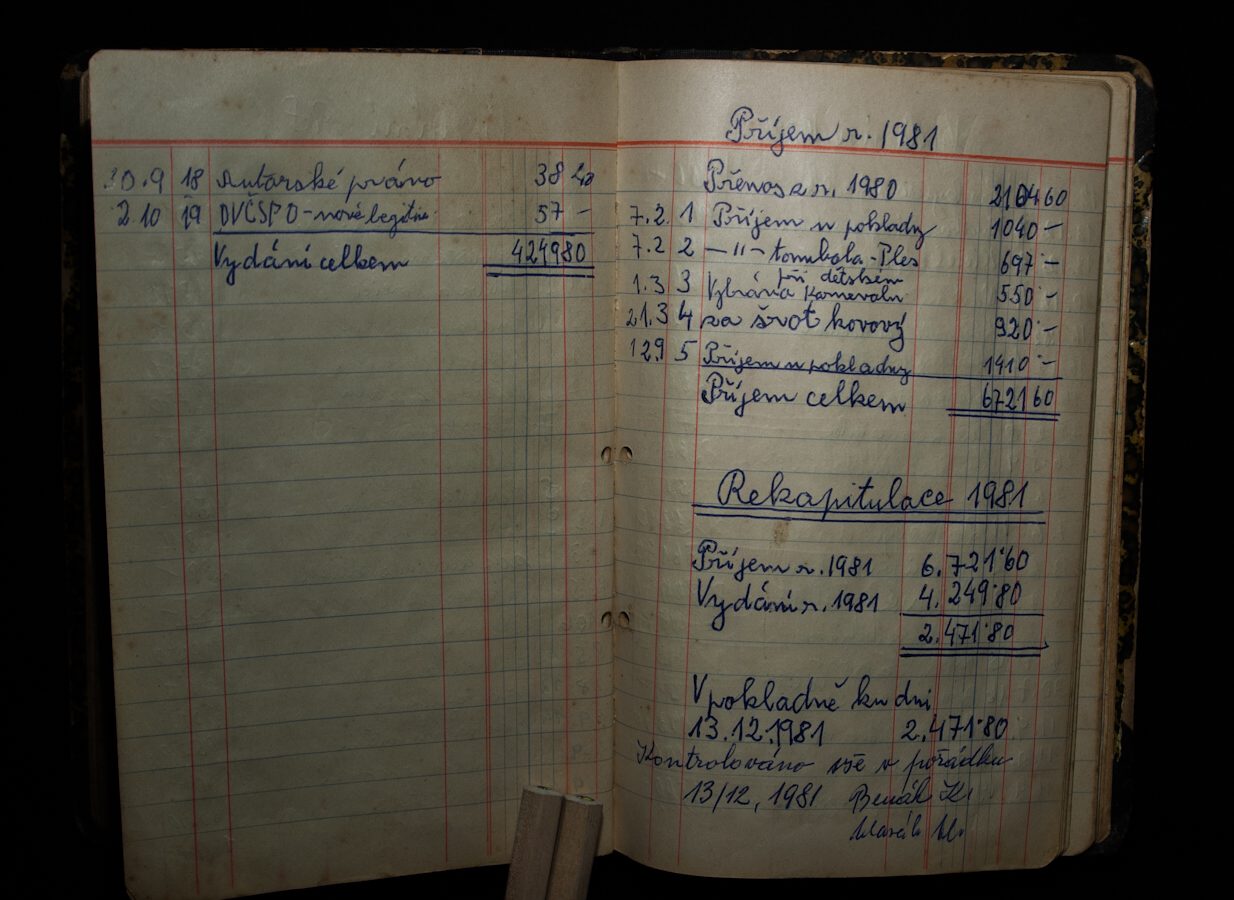 30.9 18 Autorské právo 38 20
2 10 19 OVČSPO - nové legitim. 57 -
Vydání celkem 4249 80
Příjem r. 1981
Přenos z r. 1980 2104 60
7.2. 1 Příjem u pokladny 1040 -
7.2 2 - " - tombola - Ples 697 -
1.3 3 Vybráno při dětském Karnevalu 550 -
21.3 4 za šrot kovový 920 -
12.9 5 Příjem u pokladny 1410 -
Příjem celkem 6721 60
Rekapitulace 1981
Příjem r. 1981 6.721·60
Vydání r. 1981 4.249·80
2.471·80
V pokladně ku dni
13.12.1981 2.471·80
Kontrolováno vše v pořádku
13/12, 1981